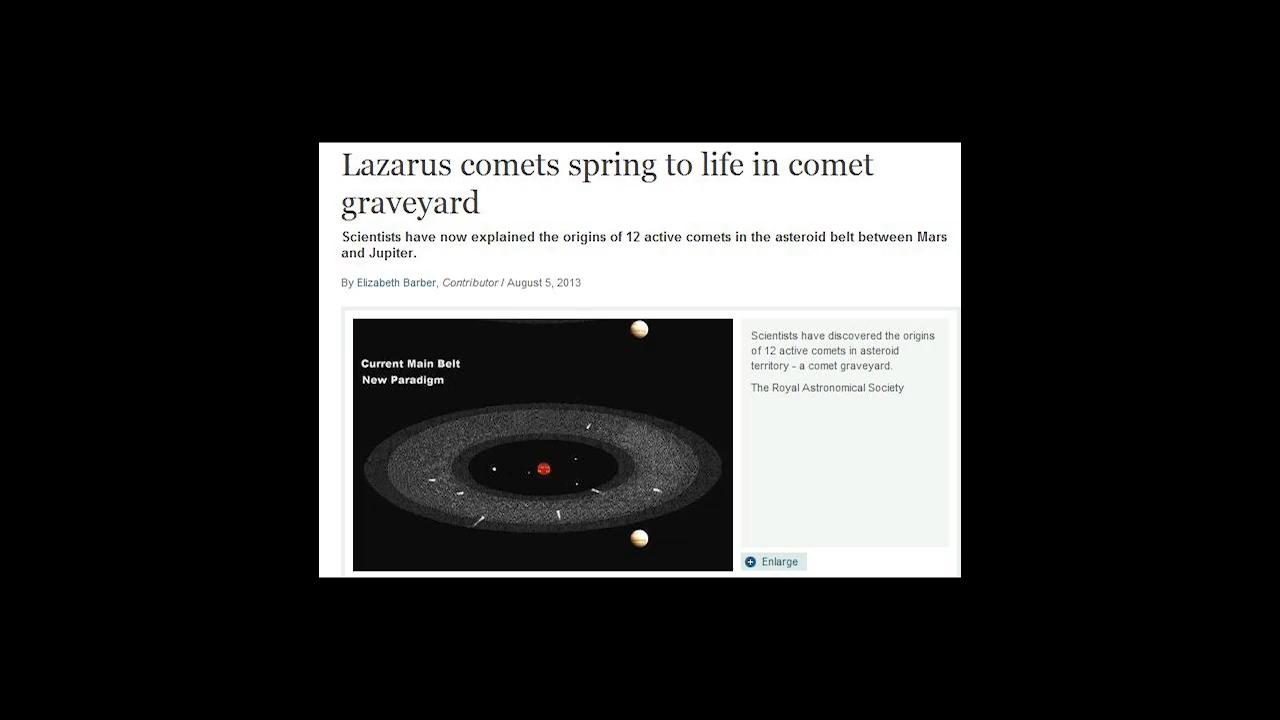 Lazarus comets spring to life in comet
graveyard
Scientists have now explained the origins of 12 active comets in the asteroid belt between Mars
and Jupiter.
By Elizabeth Barber, Contributor / August 5, 2013
Current Main Belt
New Paradigm
Scientists have discovered the origins
of 12 active comets in asteroid
territory - a comet graveyard.
The Royal Astronomical Society
Enlarge